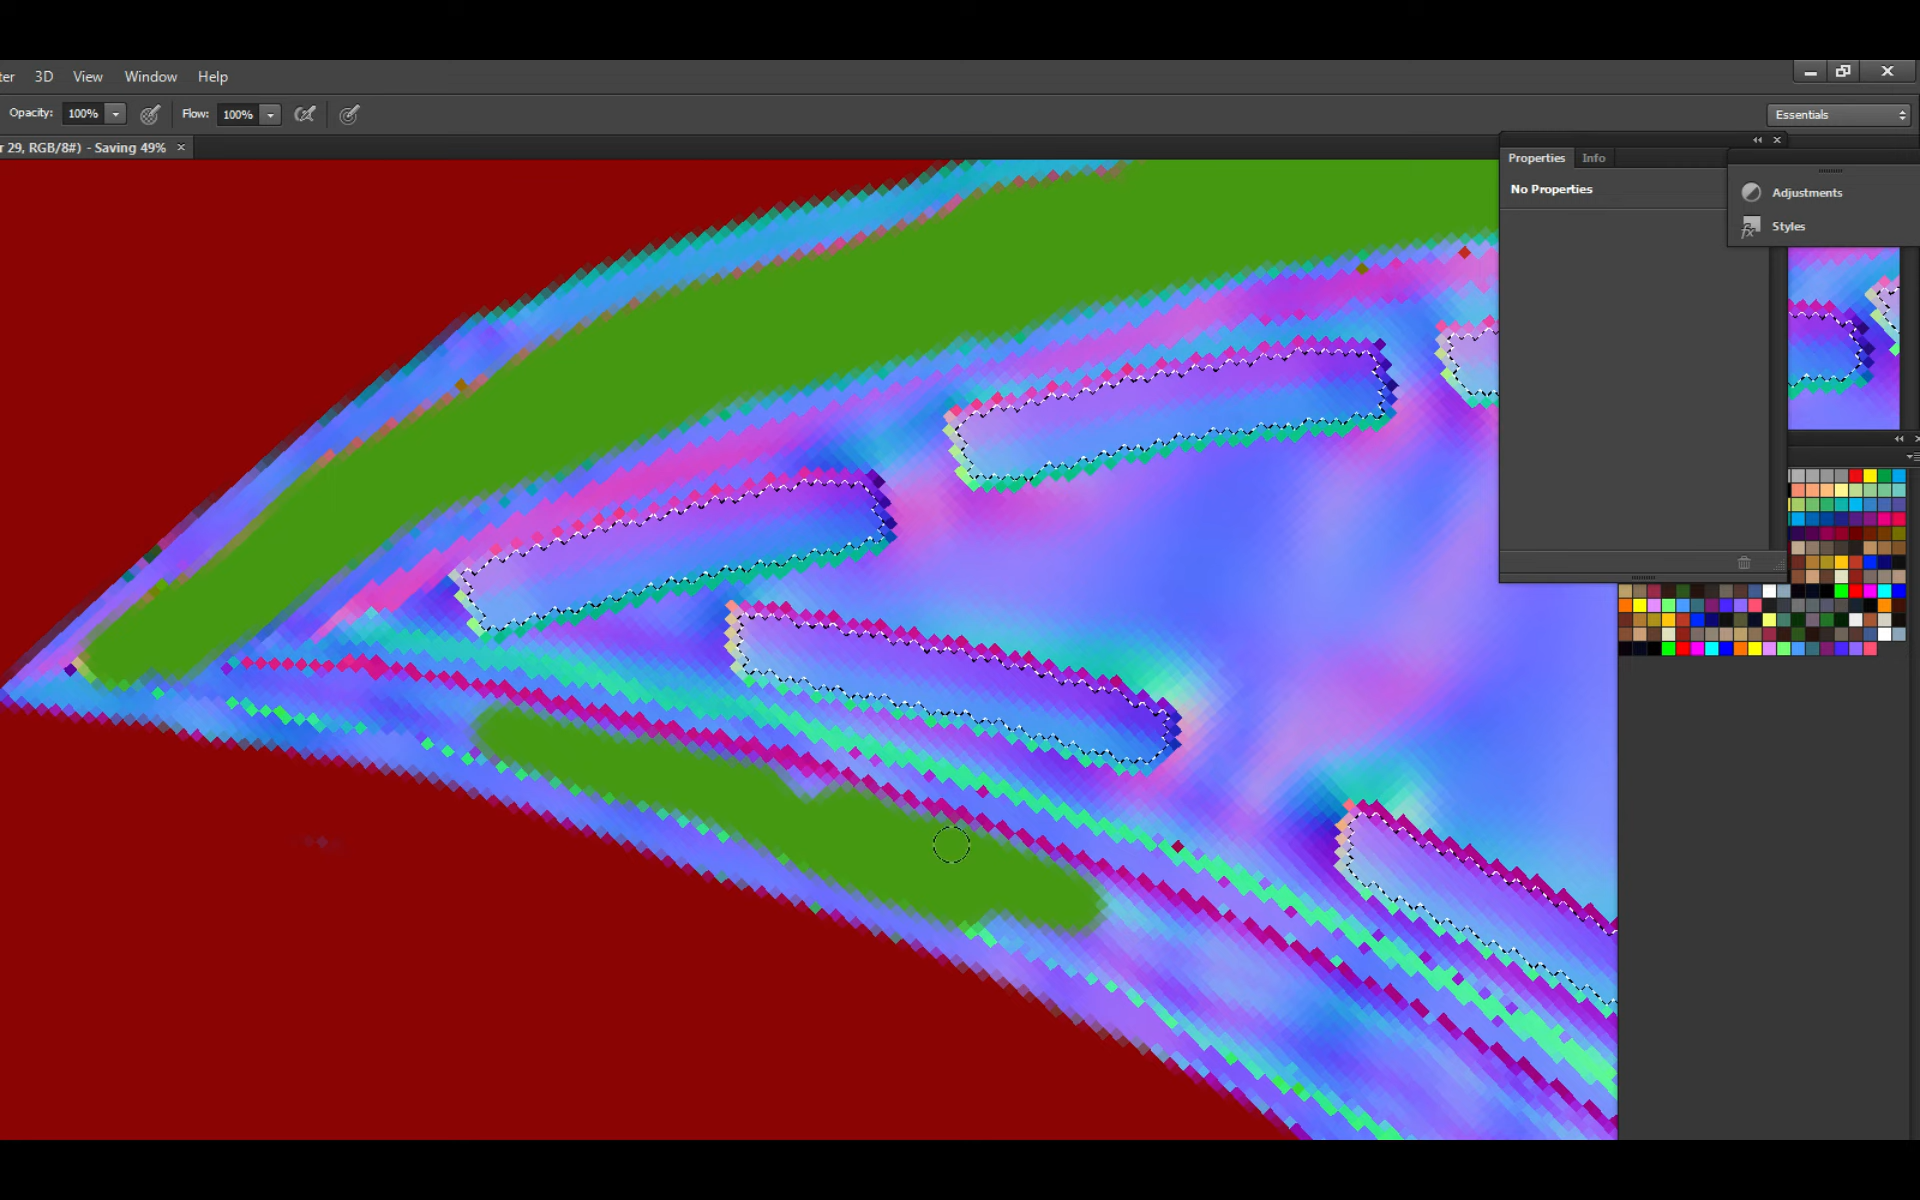 ter 3D View Window Help
Opacity: 100% Flow: 100% Essentials
r 29, RGB/8#) - Saving 49% ×
Properties Info
No Properties
Adjustments
fx Styles